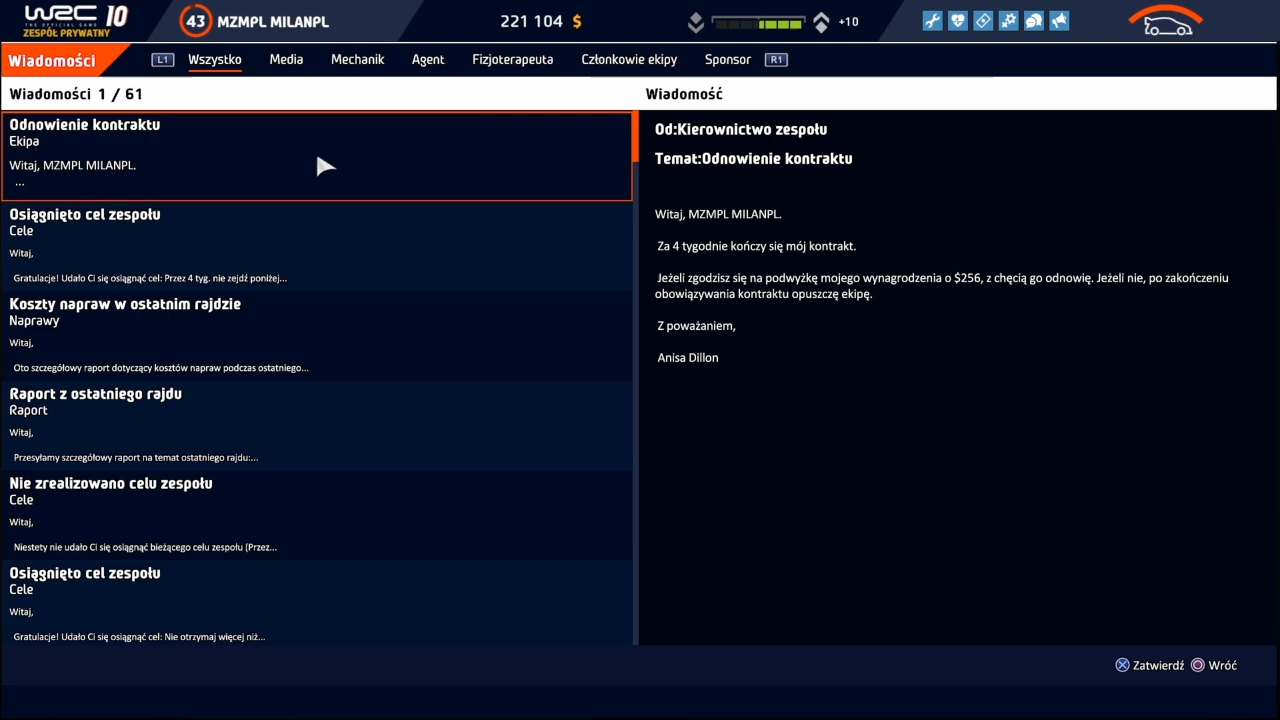 WRC 10
THE OFFICIAL GAME
ZESPÓŁ PRYWATNY
43 MZMPL MILANPL
221 104 $
+10
Wiadomości
L1 Wszystko Media Mechanik Agent Fizjoterapeuta Członkowie ekipy Sponsor R1
Wiadomości 1 / 61
Odnowienie kontraktu
Ekipa
Witaj, MZMPL MILANPL.
...
Osiągnięto cel zespołu
Cele
Witaj,
Gratulacje! Udało Ci się osiągnąć cel: Przez 4 tyg. nie zejdź poniżej...
Koszty napraw w ostatnim rajdzie
Naprawy
Witaj,
Oto szczegółowy raport dotyczący kosztów napraw podczas ostatniego...
Raport z ostatniego rajdu
Raport
Witaj,
Przesyłamy szczegółowy raport na temat ostatniego rajdu:...
Nie zrealizowano celu zespołu
Cele
Witaj,
Niestety nie udało Ci się osiągnąć bieżącego celu zespołu (Przez...
Osiągnięto cel zespołu
Cele
Witaj,
Gratulacje! Udało Ci się osiągnąć cel: Nie otrzymaj więcej niż...
Wiadomość
Od:Kierownictwo zespołu
Temat:Odnowienie kontraktu
Witaj, MZMPL MILANPL.
Za 4 tygodnie kończy się mój kontrakt.
Jeżeli zgodzisz się na podwyżkę mojego wynagrodzenia o $256, z chęcią go odnowię. Jeżeli nie, po zakończeniu
obowiązywania kontraktu opuszczę ekipę.
Z poważaniem,
Anisa Dillon
Zatwierdź Wróć